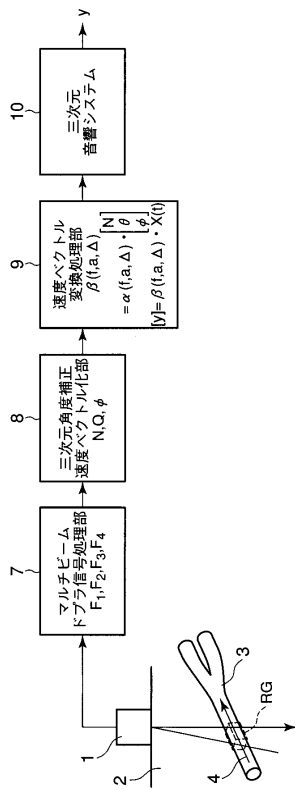 1
2
3
4
RG
7
マルチビーム
ドプラ信号処理部
F1,F2,F3,F4
8
三次元角度補正
速度ベクトル化部
N,Q,φ
9
速度ベクトル
変換処理部
β(f,a,Δ)
=α(f,a,Δ)・[N θ φ]
[y]=β(f,a,Δ)・X(t)
10
三次元
音響システム
y